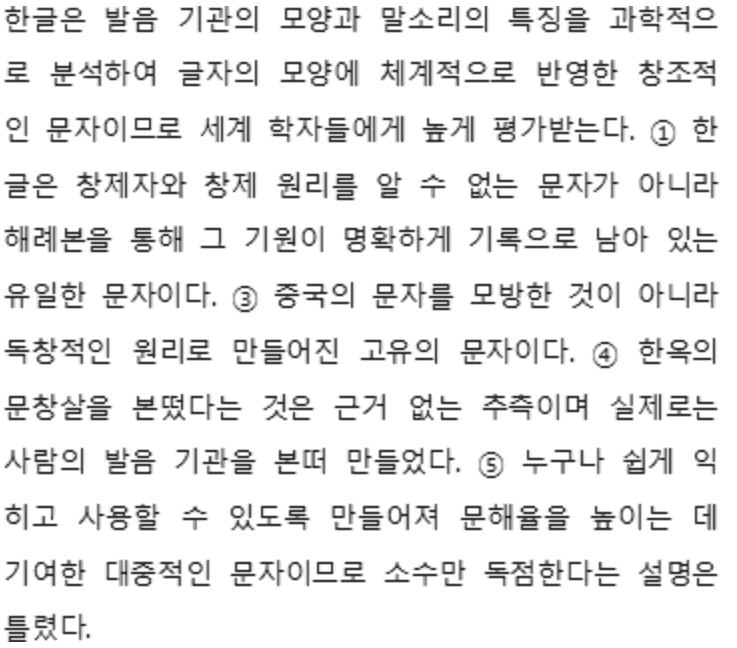 한글은 발음 기관의 모양과 말소리의 특징을 과학적으
로 분석하여 글자의 모양에 체계적으로 반영한 창조적
인 문자이므로 세계 학자들에게 높게 평가받는다. ① 한
글은 창제자와 창제 원리를 알 수 없는 문자가 아니라
해례본을 통해 그 기원이 명확하게 기록으로 남아 있는
유일한 문자이다. ③ 중국의 문자를 모방한 것이 아니라
독창적인 원리로 만들어진 고유의 문자이다. ④ 한옥의
문창살을 본떴다는 것은 근거 없는 추측이며 실제로는
사람의 발음 기관을 본떠 만들었다. ⑤ 누구나 쉽게 익
히고 사용할 수 있도록 만들어져 문해율을 높이는 데
기여한 대중적인 문자이므로 소수만 독점한다는 설명은
틀렸다.